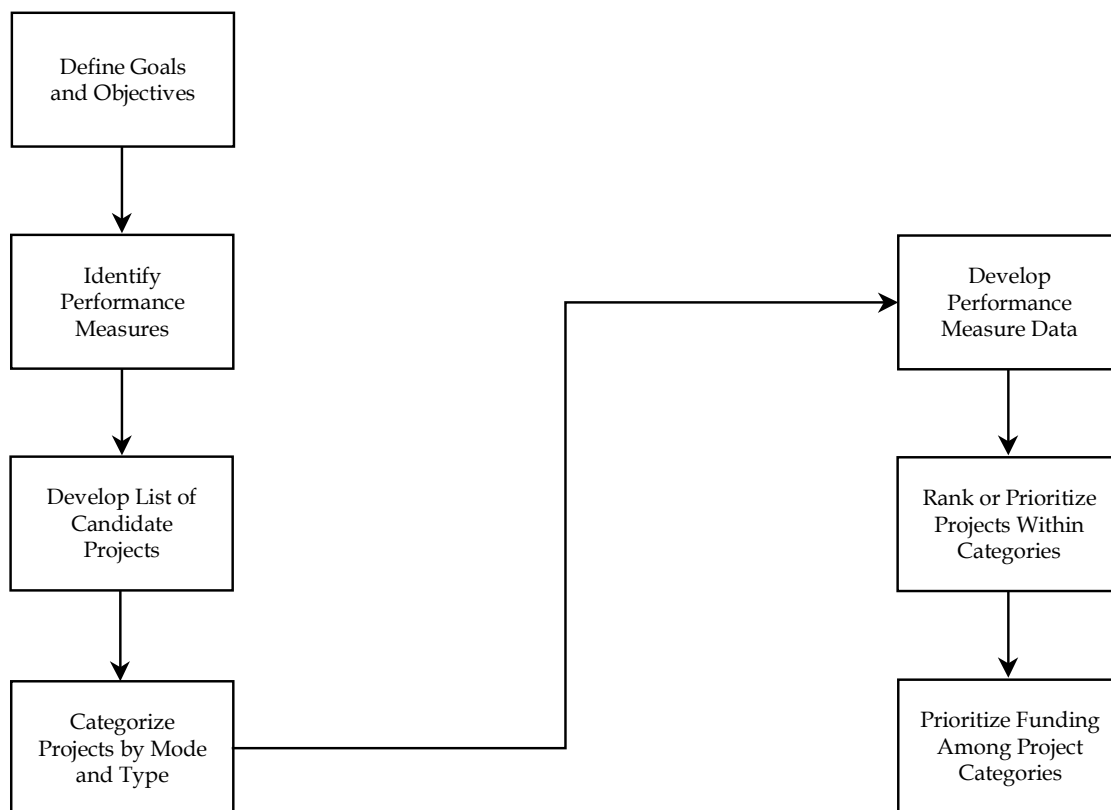 Define Goals
and Objectives
Identify
Performance
Measures
Develop List of
Candidate
Projects
Categorize
Projects by Mode
and Type
Develop
Performance
Measure Data
Rank or Prioritize
Projects Within
Categories
Prioritize Funding
Among Project
Categories